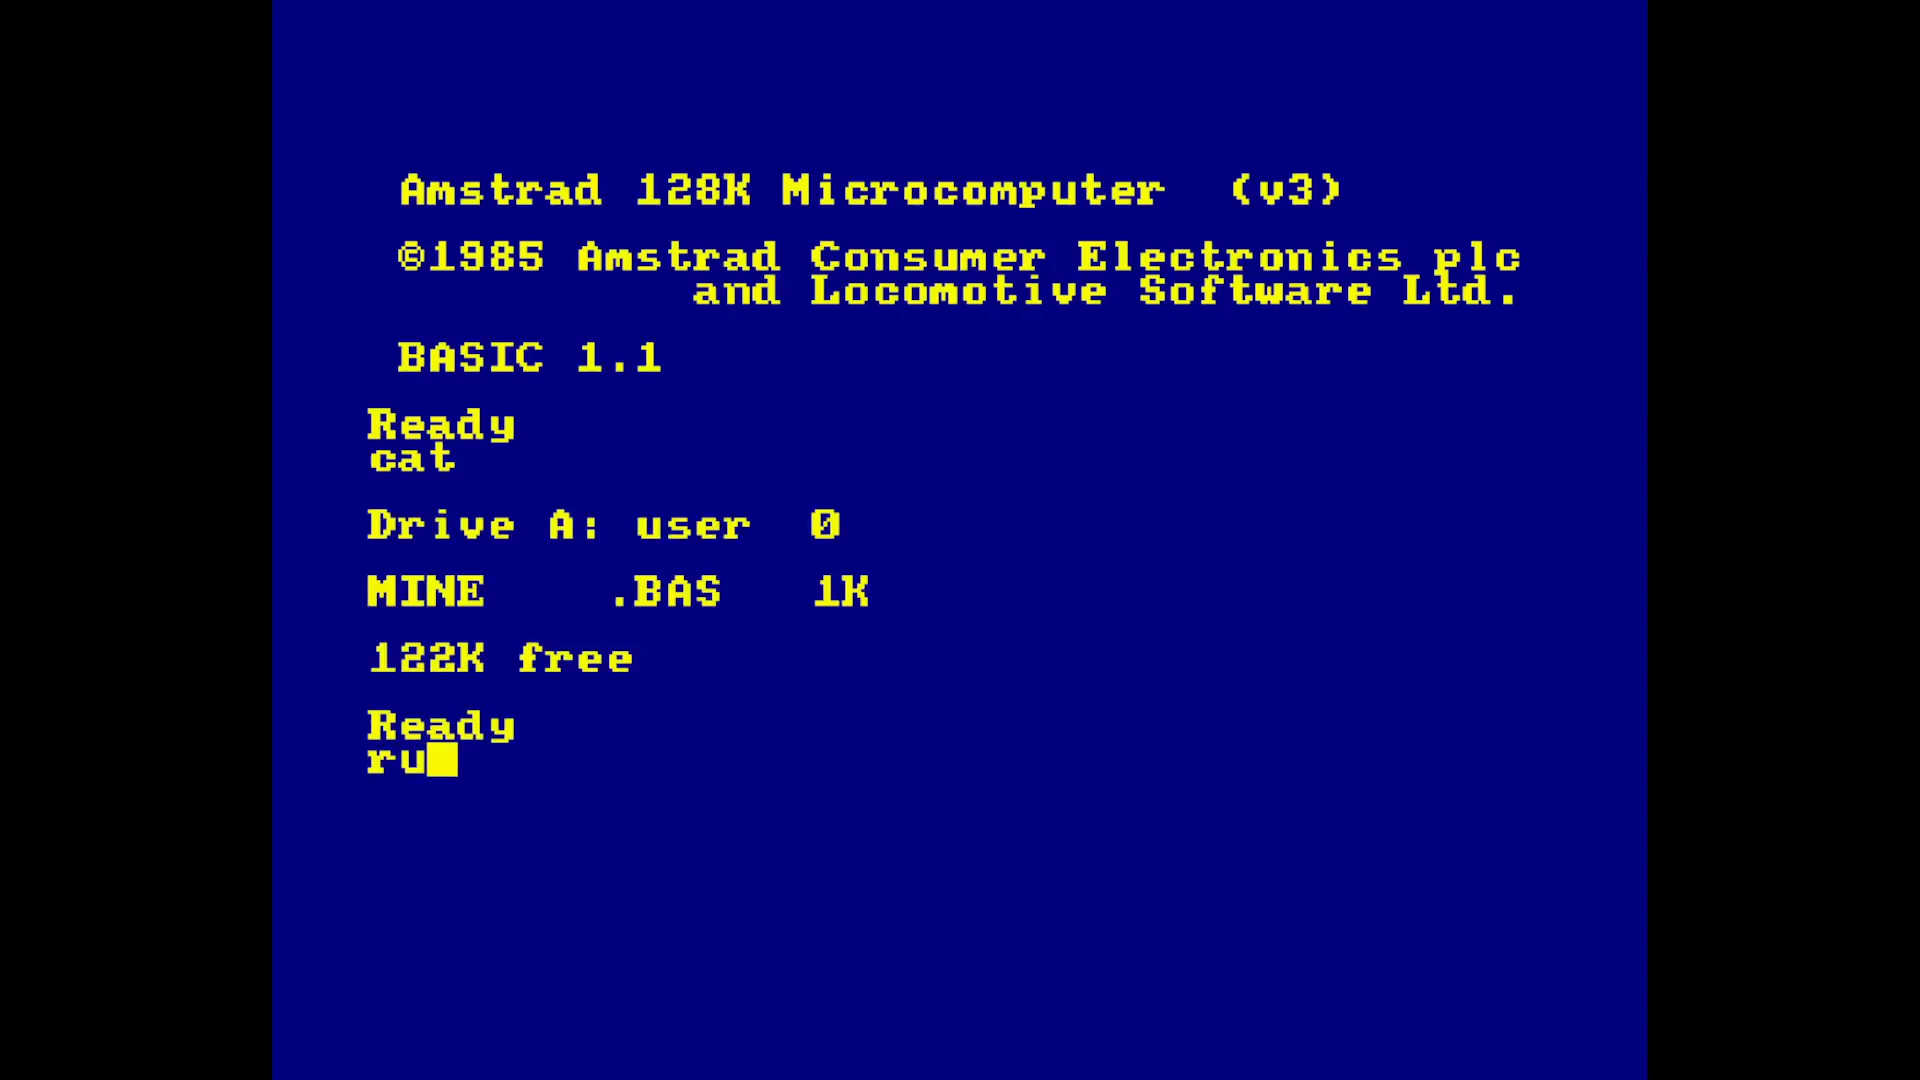 Amstrad 128K Microcomputer (v3)
©1985 Amstrad Consumer Electronics plc
and Locomotive Software Ltd.
BASIC 1.1
Ready
cat
Drive A: user 0
MINE .BAS 1K
122K free
Ready
ru